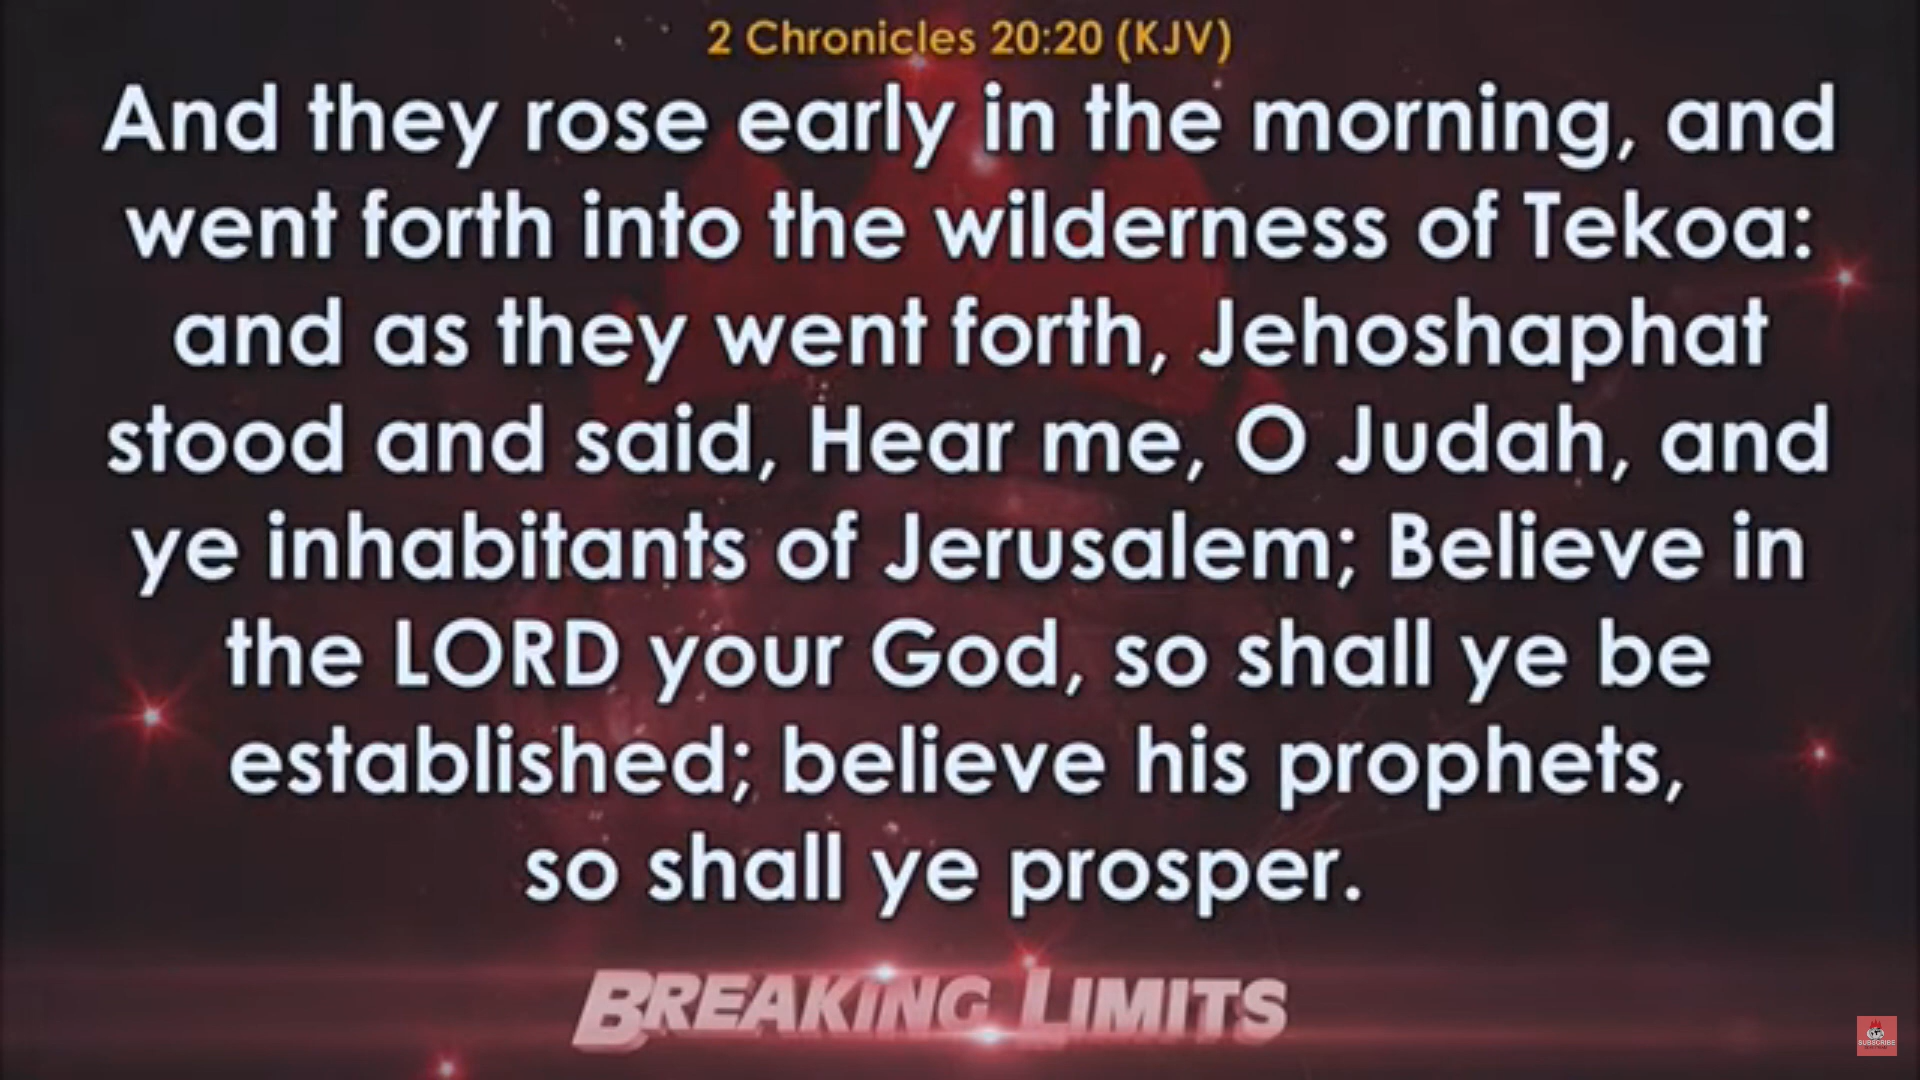 2 Chronicles 20:20 (KJV)
And they rose early in the morning, and
went forth into the wilderness of Tekoa:
and as they went forth, Jehoshaphat
stood and said, Hear me, O Judah, and
ye inhabitants of Jerusalem; Believe in
the LORD your God, so shall ye be
established; believe his prophets,
so shall ye prosper.
BREAKING LIMITS
SUBSCRIBE